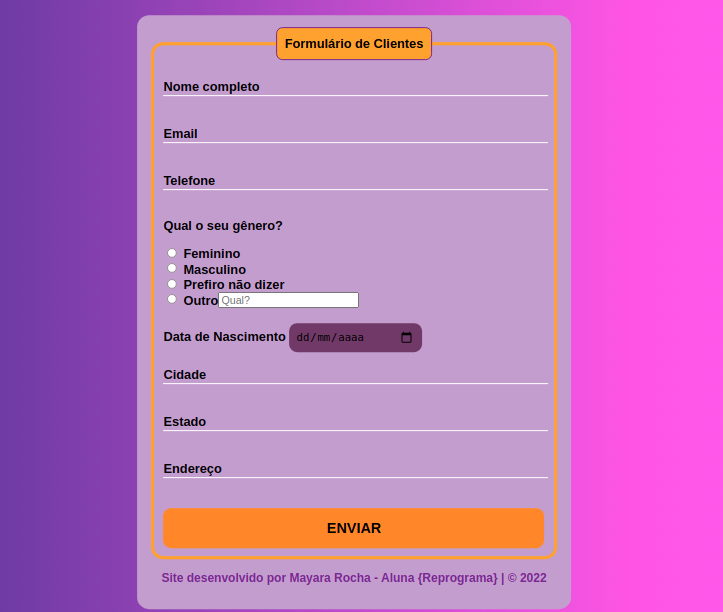 Formulário de Clientes
Nome completo
Email
Telefone
Qual o seu gênero?
Feminino
Masculino
Prefiro não dizer
Outro Qual?
Data de Nascimento dd/mm/aaaa
Cidade
Estado
Endereço
ENVIAR
Site desenvolvido por Mayara Rocha - Aluna {Reprograma} | © 2022